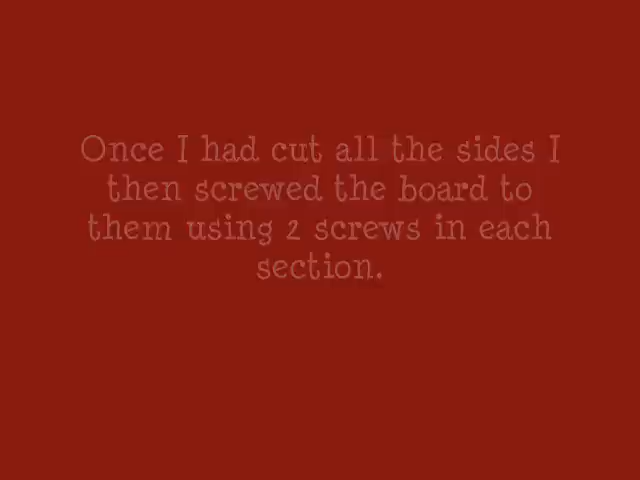 Once I had cut all the sides I
then screwed the board to
them using 2 screws in each
section.